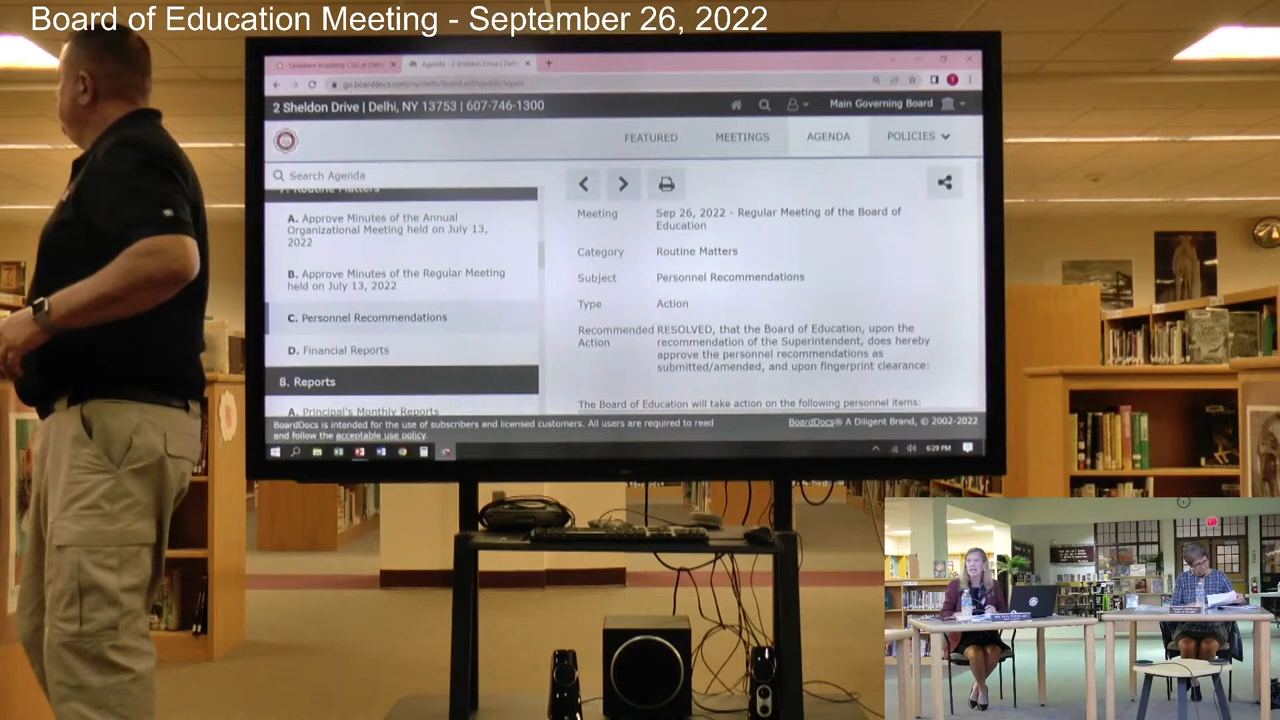 Board of Education Meeting - September 26, 2022
2 Sheldon Drive | Delhi, NY 13753 | 607-746-1300
Main Governing Board
FEATURED
MEETINGS
AGENDA
POLICIES
Search Agenda
7. Routine Matters
A. Approve Minutes of the Annual
Organizational Meeting held on July 13,
2022
B. Approve Minutes of the Regular Meeting
held on July 13, 2022
C. Personnel Recommendations
D. Financial Reports
8. Reports
A. Principal's Monthly Reports
Meeting
Sep 26, 2022 - Regular Meeting of the Board of
Education
Category
Routine Matters
Subject
Personnel Recommendations
Type
Action
Recommended
Action
RESOLVED, that the Board of Education, upon the
recommendation of the Superintendent, does hereby
approve the personnel recommendations as
submitted/amended, and upon fingerprint clearance:
The Board of Education will take action on the following personnel items:
BoardDocs is intended for the use of subscribers and licensed customers. All users are required to read
and follow the acceptable use policy.
BoardDocs® A Diligent Brand, © 2002-2022
6:29 PM